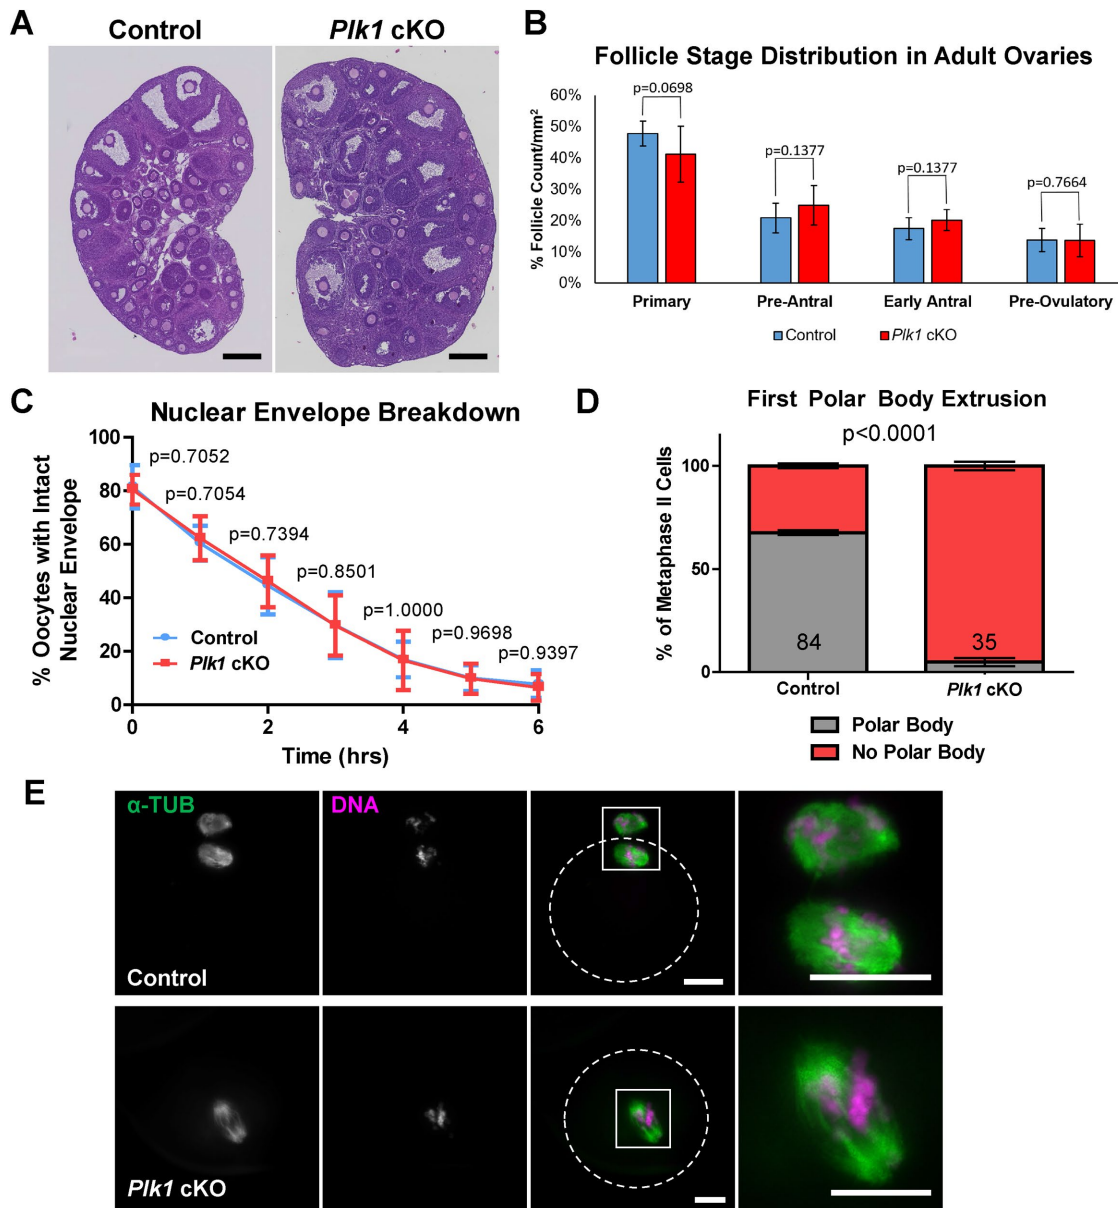 A
Control
Plk1 cKO
B
Follicle Stage Distribution in Adult Ovaries
% Follicle Count/mm²
60%
50%
40%
30%
20%
10%
0%
p=0.0698
p=0.1377
p=0.1377
p=0.7664
Primary
Pre-Antral
Early Antral
Pre-Ovulatory
Control
Plk1 cKO
C
Nuclear Envelope Breakdown
% Oocytes with Intact
Nuclear Envelope
100
80
60
40
20
0
p=0.7052
p=0.7054
p=0.7394
p=0.8501
p=1.0000
p=0.9698
p=0.9397
Control
Plk1 cKO
0
2
4
6
Time (hrs)
D
First Polar Body Extrusion
p<0.0001
% of Metaphase II Cells
100
50
0
84
35
Control
Plk1 cKO
Polar Body
No Polar Body
E
α-TUB
DNA
Control
Plk1 cKO